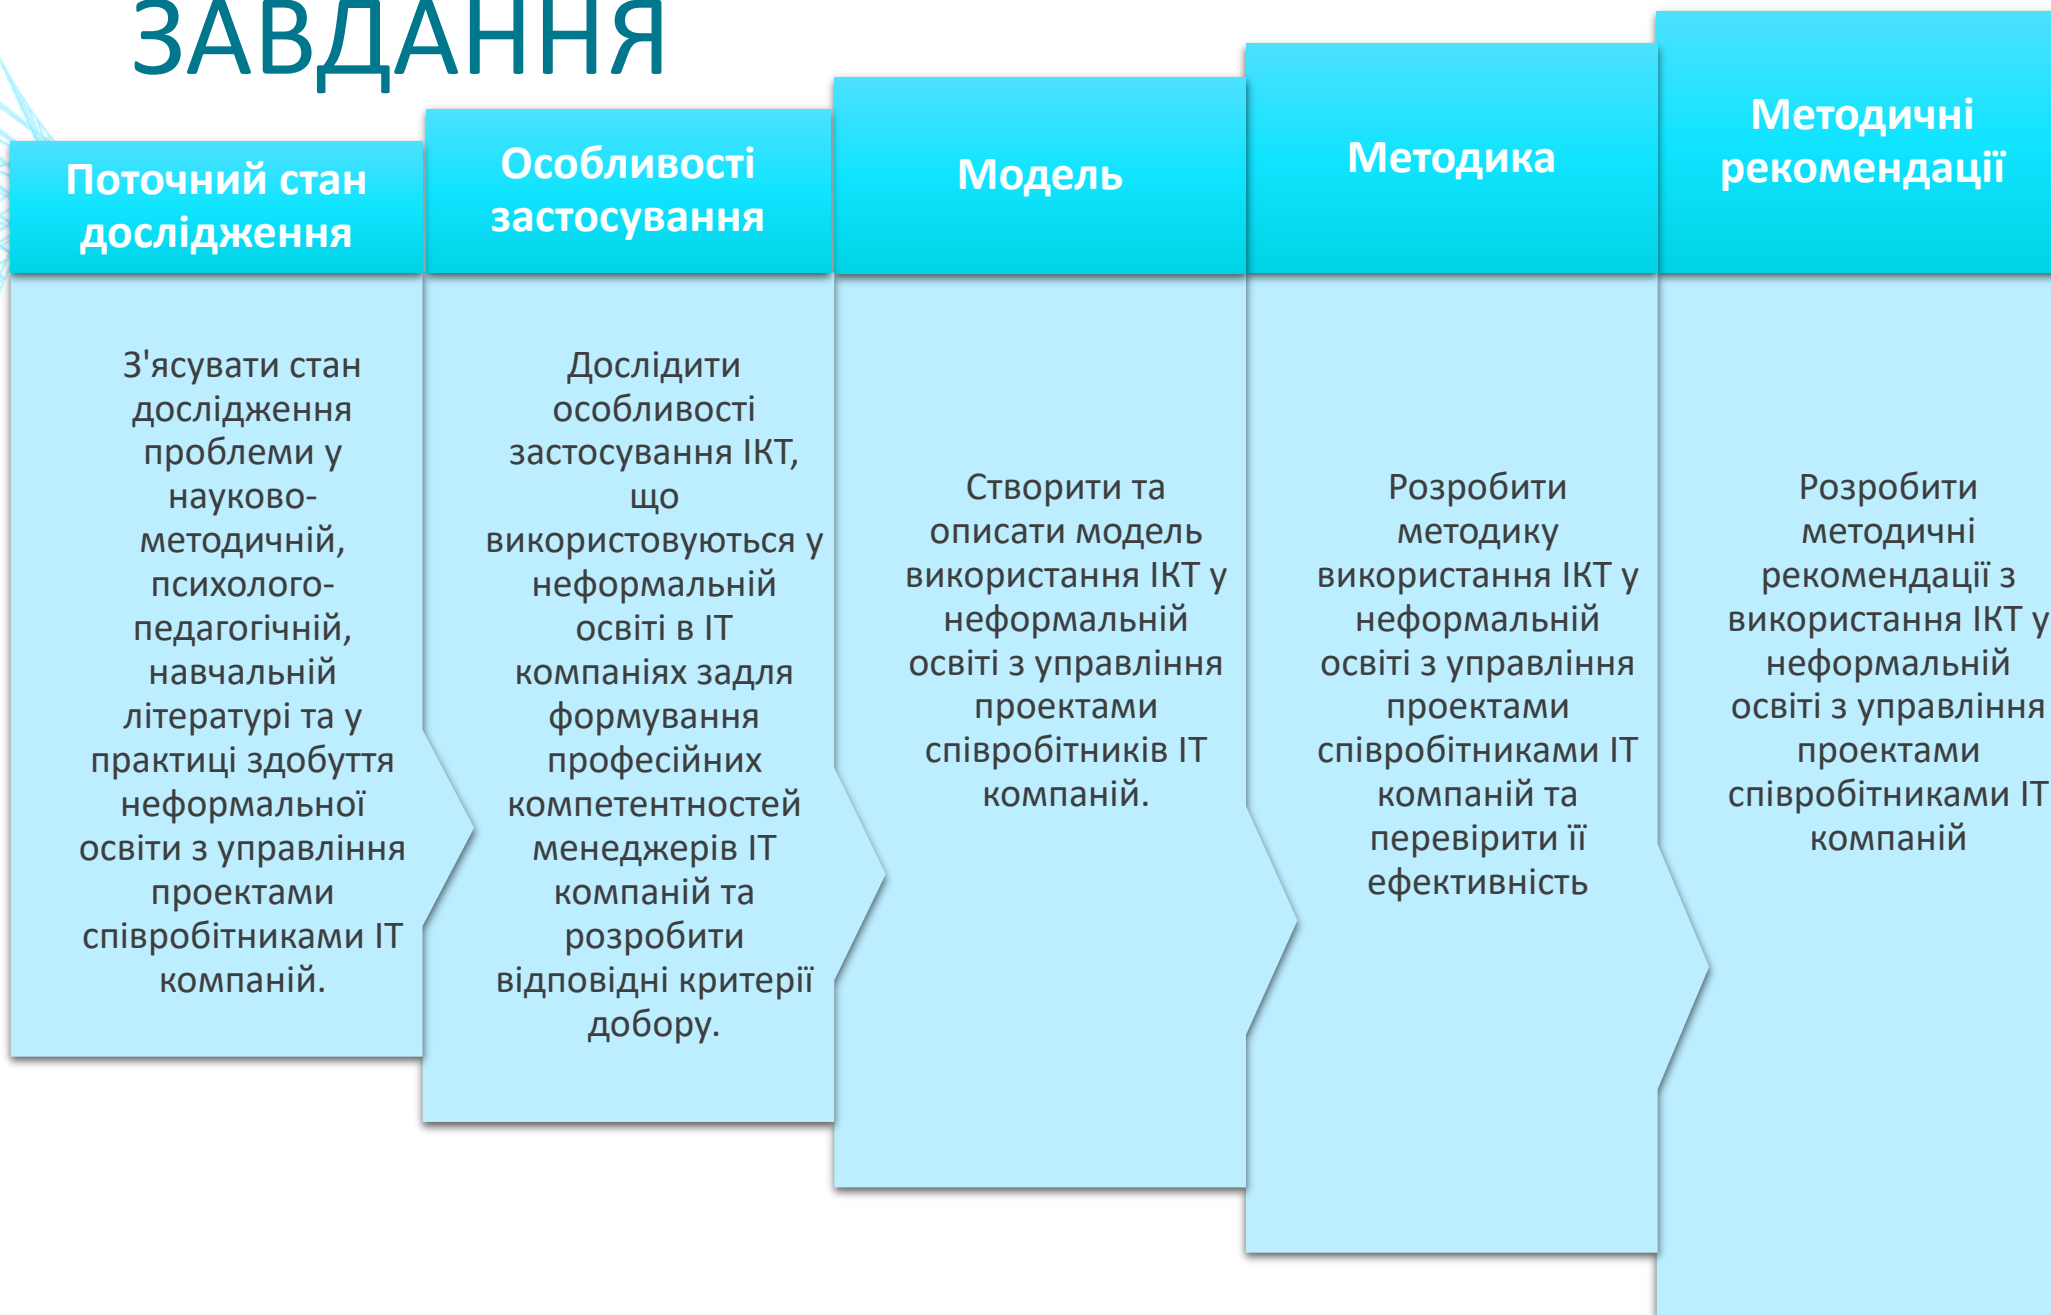 ЗАВДАННЯ
Поточний стан
дослідження
З'ясувати стан
дослідження
проблеми у
науково-
методичній,
психолого-
педагогічній,
навчальній
літературі та у
практиці здобуття
неформальної
освіти з управління
проектами
співробітниками ІТ
компаній.
Особливості
застосування
Дослідити
особливості
застосування ІКТ,
що
використовуються у
неформальній
освіті в ІТ
компаніях задля
формування
професійних
компетентностей
менеджерів ІТ
компаній та
розробити
відповідні критерії
добору.
Модель
Створити та
описати модель
використання ІКТ у
неформальній
освіті з управління
проектами
співробітників ІТ
компаній.
Методика
Розробити
методику
використання ІКТ у
неформальній
освіті з управління
проектами
співробітниками ІТ
компаній та
перевірити її
ефективність
Методичні
рекомендації
Розробити
методичні
рекомендації з
використання ІКТ у
неформальній
освіті з управління
проектами
співробітниками ІТ
компаній